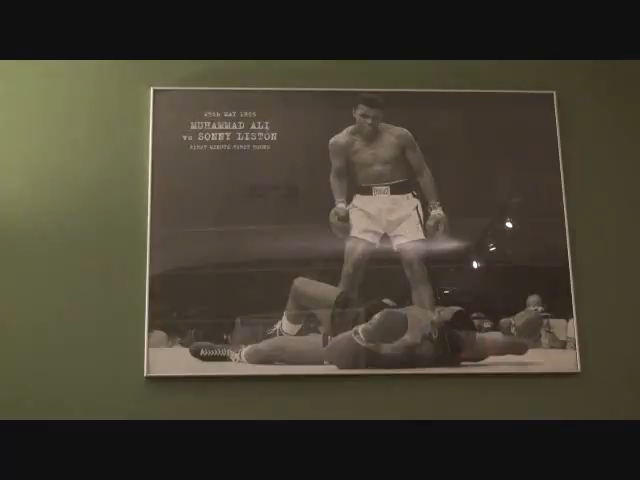 25TH MAY 1965
MUHAMMAD ALI
vs SONNY LISTON
FIRST MINUTE FIRST ROUND